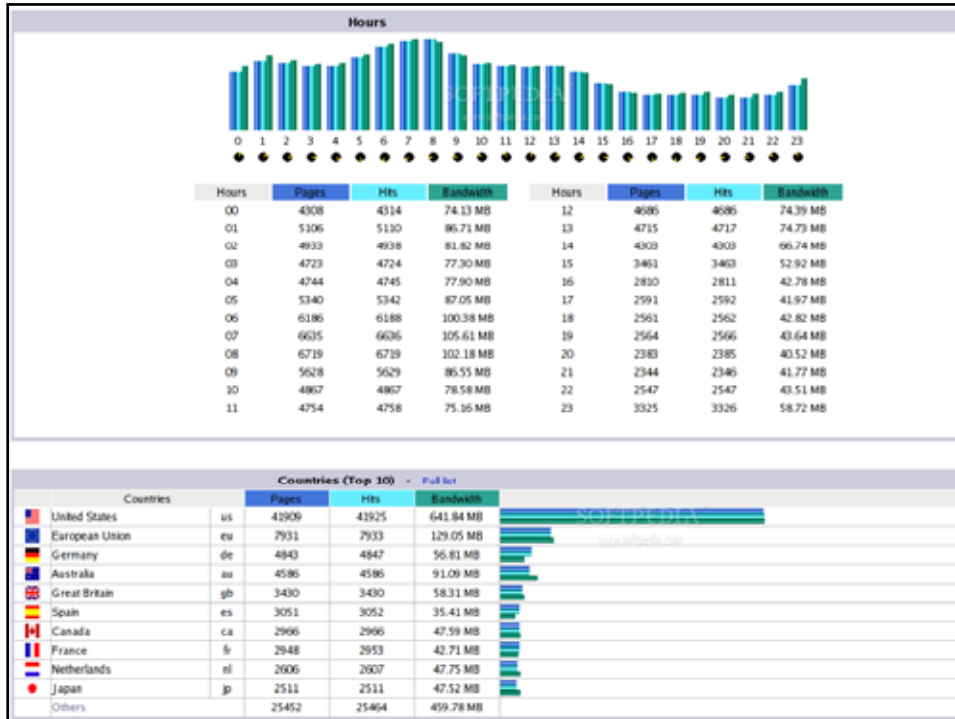 Hours
SOFTPEDIA
www.softpedia.com
0 1 2 3 4 5 6 7 8 9 10 11 12 13 14 15 16 17 18 19 20 21 22 23
Hours Pages Hits Bandwidth Hours Pages Hits Bandwidth
00 4308 4314 74.13 MB 12 4686 4686 74.39 MB
01 5106 5110 86.71 MB 13 4715 4717 74.73 MB
02 4933 4938 81.82 MB 14 4303 4303 66.74 MB
03 4723 4724 77.30 MB 15 3461 3463 52.92 MB
04 4744 4745 77.90 MB 16 2810 2811 42.78 MB
05 5340 5342 87.05 MB 17 2591 2592 41.97 MB
06 6186 6188 100.38 MB 18 2561 2562 42.82 MB
07 6635 6636 105.61 MB 19 2564 2566 43.64 MB
08 6719 6719 102.18 MB 20 2383 2385 40.52 MB
09 5628 5629 86.55 MB 21 2344 2346 41.77 MB
10 4867 4867 78.58 MB 22 2547 2547 43.51 MB
11 4754 4758 75.16 MB 23 3325 3326 58.72 MB
Countries (Top 10) - Full list
Countries Pages Hits Bandwidth
United States us 41909 41925 641.84 MB
SOFTPEDIA
www.softpedia.com
European Union eu 7931 7933 129.05 MB
Germany de 4843 4847 56.81 MB
Australia au 4586 4586 91.09 MB
Great Britain gb 3430 3430 58.31 MB
Spain es 3051 3052 35.41 MB
Canada ca 2966 2966 47.59 MB
France fr 2948 2953 42.71 MB
Netherlands nl 2606 2607 47.75 MB
Japan jp 2511 2511 47.52 MB
Others 25452 25464 459.78 MB